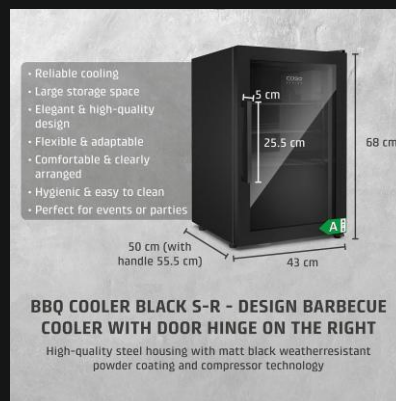 • Reliable cooling
• Large storage space
• Elegant & high-quality
design
• Flexible & adaptable
• Comfortable & clearly
arranged
• Hygienic & easy to clean
• Perfect for events or parties
CASO
5 cm
25.5 cm
68 cm
A
50 cm (with
handle 55.5 cm)
43 cm
BBQ COOLER BLACK S-R - DESIGN BARBECUE
COOLER WITH DOOR HINGE ON THE RIGHT
High-quality steel housing with matt black weatherresistant
powder coating and compressor technology